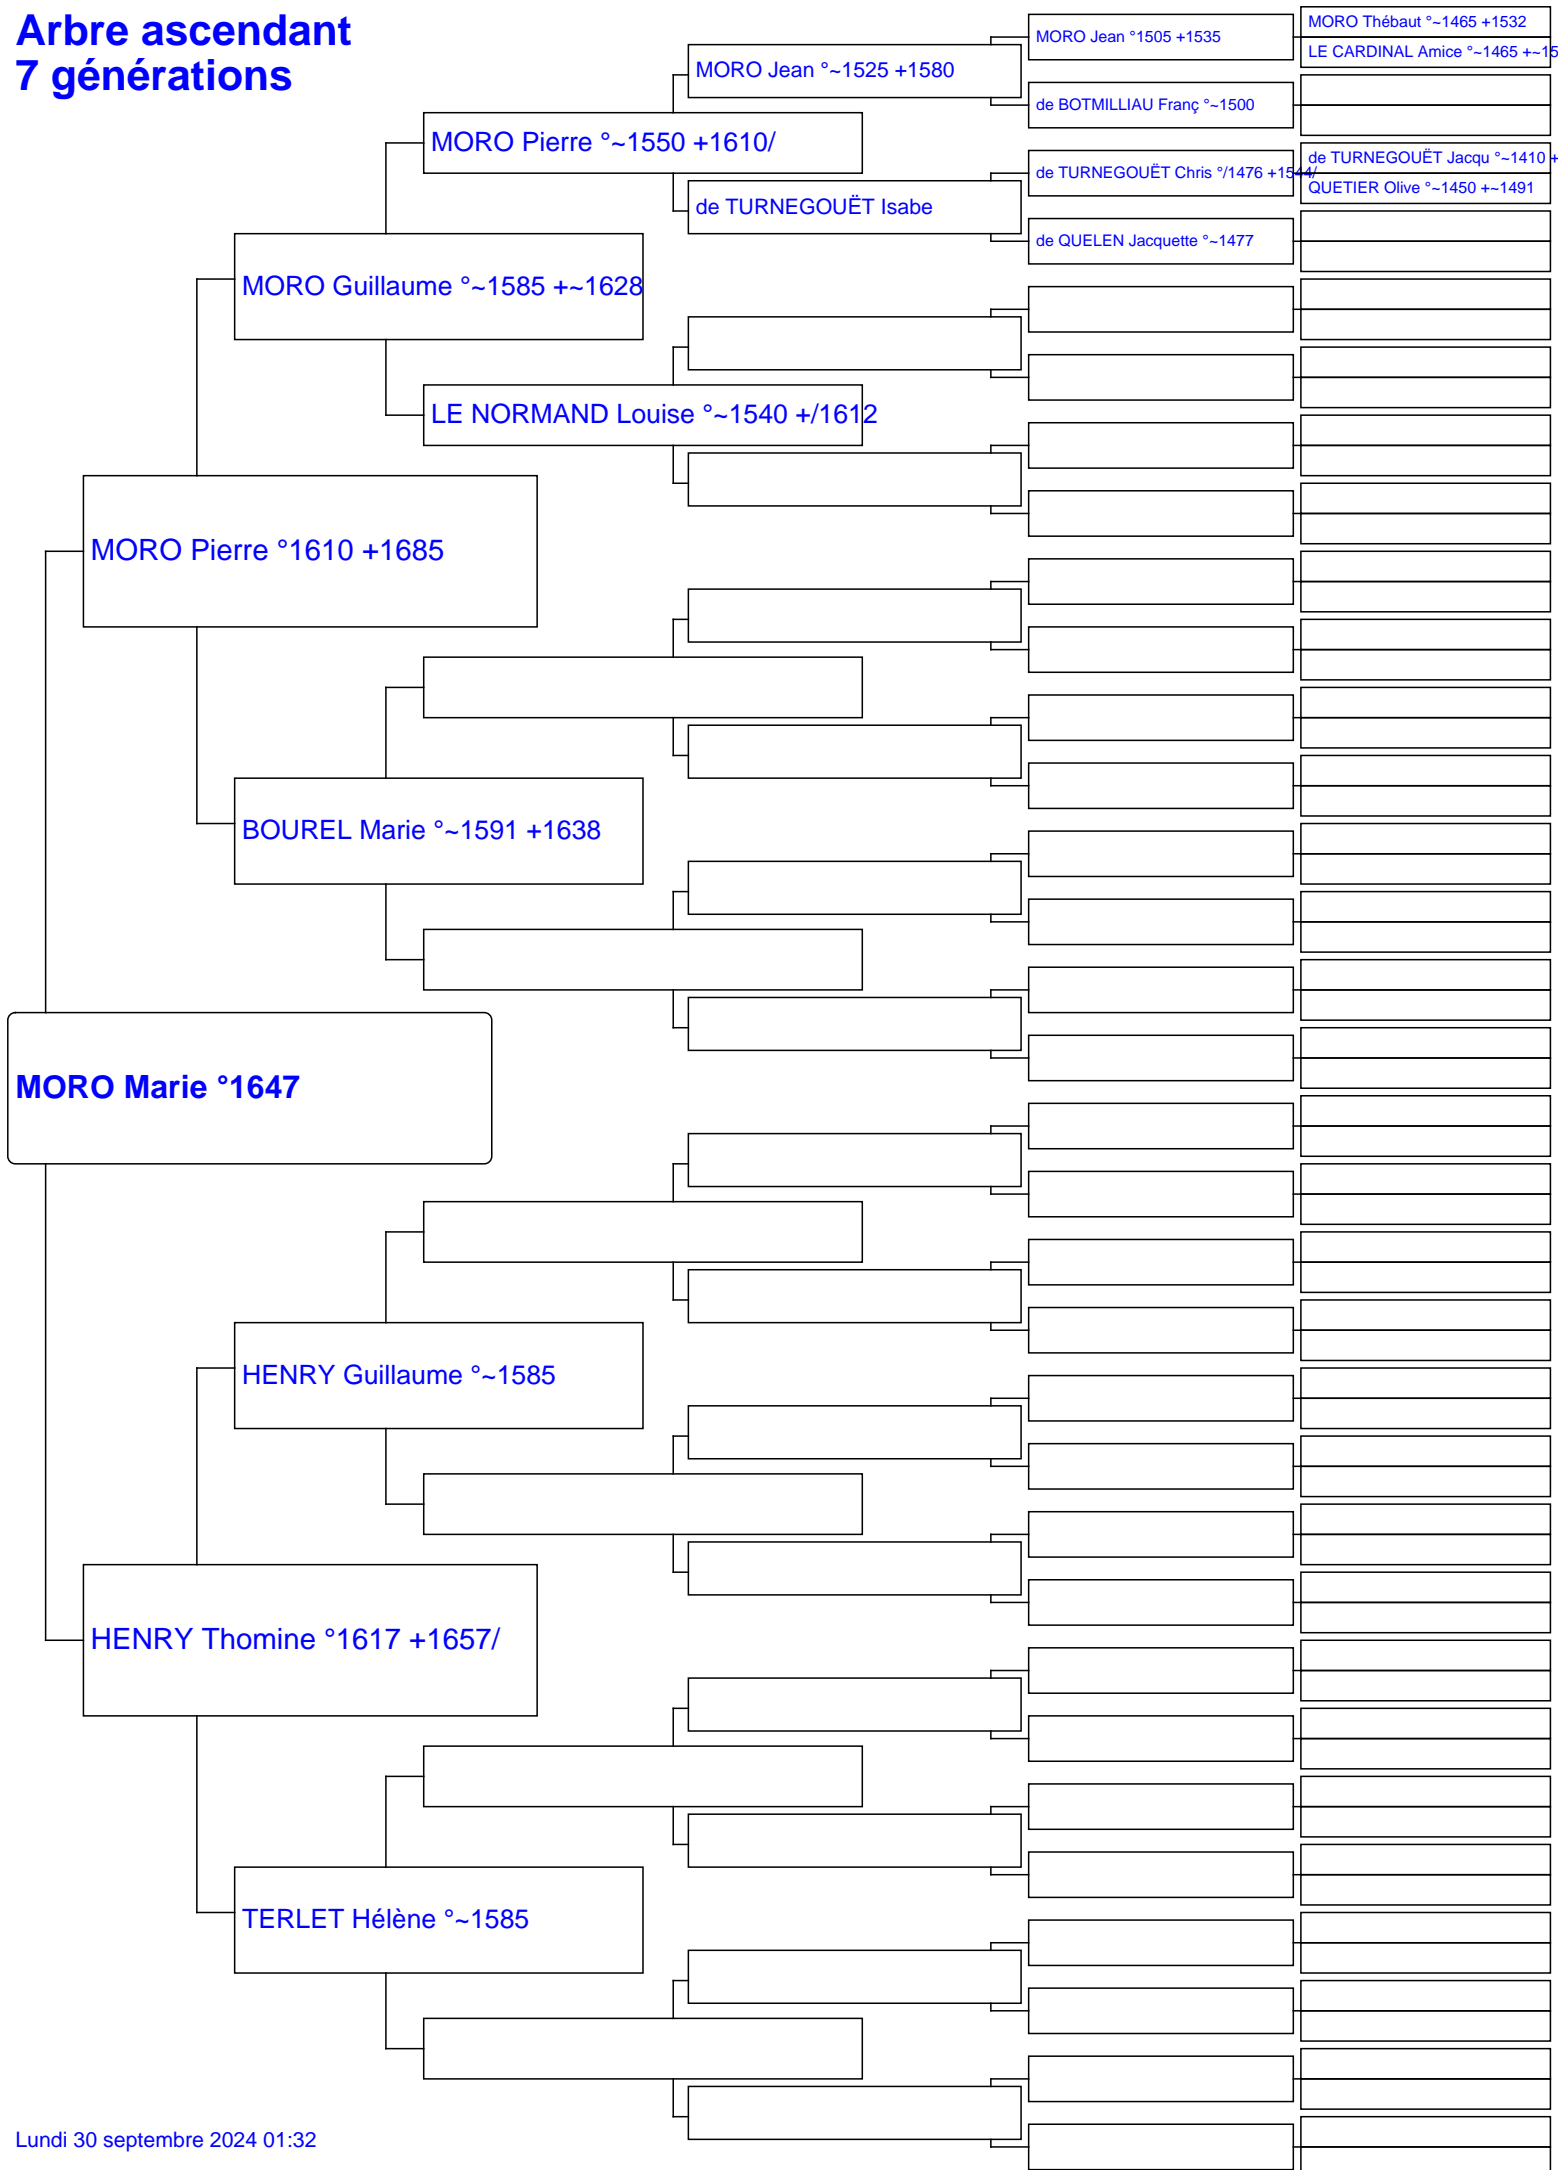 Arbre ascendant
7 générations
MORO Thébaut °~1465 +1532
MORO Jean °1505 +1535
LE CARDINAL Amice °~1465 +~15
MORO Jean °~1525 +1580
de BOTMILLIAU Franç °~1500
MORO Pierre °~1550 +1610/
de TURNEGOUËT Jacqu °~1410 +
de TURNEGOUËT Chris °/1476 +1544/
QUETIER Olive °~1450 +~1491
de TURNEGOUËT Isabe
de QUELEN Jacquette °~1477
MORO Guillaume °~1585 +~1628
LE NORMAND Louise °~1540 +/1612
MORO Pierre °1610 +1685
BOUREL Marie °~1591 +1638
MORO Marie °1647
HENRY Guillaume °~1585
HENRY Thomine °1617 +1657/
TERLET Hélène °~1585
Lundi 30 septembre 2024 01:32